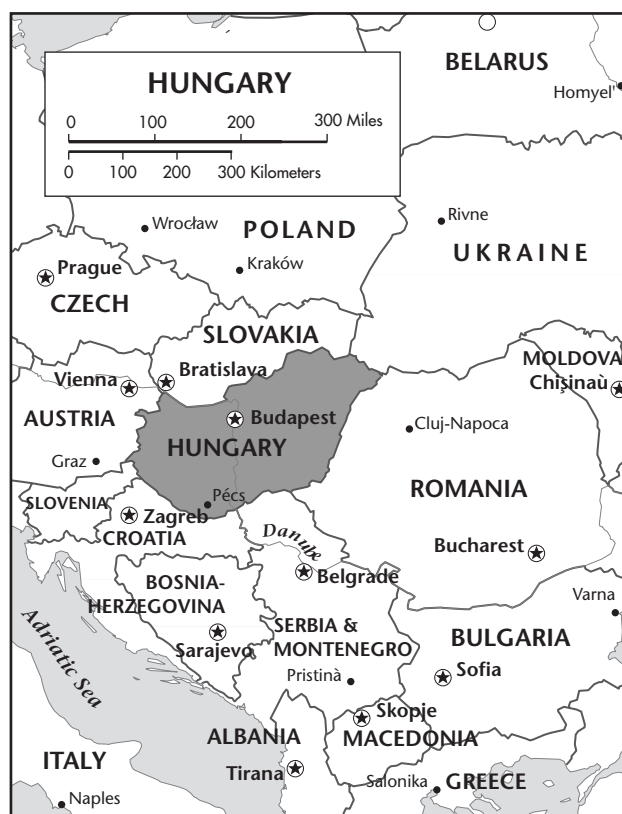 BELARUS
Homyel'
HUNGARY
0 100 200 300 Miles
0 100 200 300 Kilometers
Wrocław
POLAND
Rivne
UKRAINE
Kraków
Prague
CZECH
SLOVAKIA
MOLDOVA
Chişinaù
Vienna
Bratislava
AUSTRIA
Budapest
HUNGARY
Cluj-Napoca
Graz
ROMANIA
Pécs
SLOVENIA
Zagreb
CROATIA
Danube
Bucharest
Belgrade
BOSNIA-
HERZEGOVINA
Varna
SERBIA &
MONTENEGRO
Sarajevo
BULGARIA
Adriatic Sea
Pristinà
Sofia
Skopje
ALBANIA
MACEDONIA
ITALY
Tirana
Salonika
GREECE
Naples